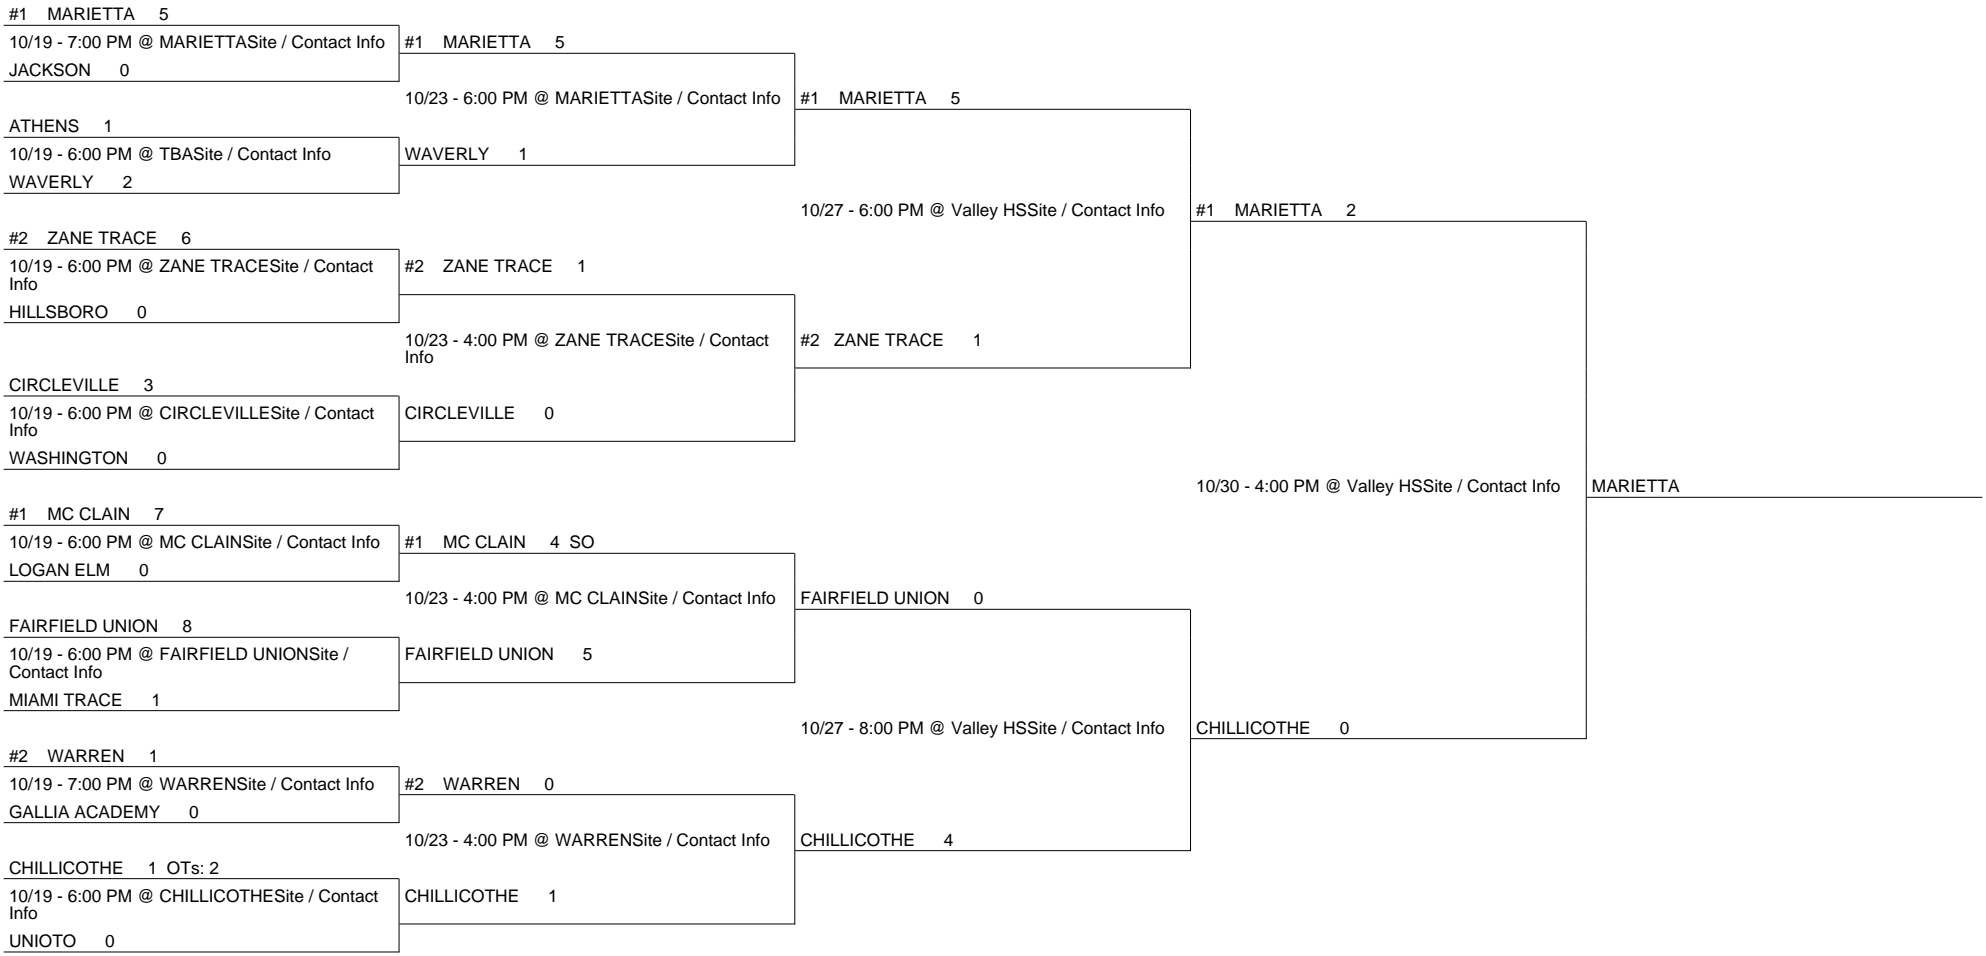 #1 MARIETTA 5
10/19 - 7:00 PM @ MARIETTASite / Contact Info
JACKSON 0
ATHENS 1
10/19 - 6:00 PM @ TBASite / Contact Info
WAVERLY 2
#2 ZANE TRACE 6
10/19 - 6:00 PM @ ZANE TRACESite / Contact
Info
HILLSBORO 0
CIRCLEVILLE 3
10/19 - 6:00 PM @ CIRCLEVILLESite / Contact
Info
WASHINGTON 0
#1 MC CLAIN 7
10/19 - 6:00 PM @ MC CLAINSite / Contact Info
LOGAN ELM 0
FAIRFIELD UNION 8
10/19 - 6:00 PM @ FAIRFIELD UNIONSite /
Contact Info
MIAMI TRACE 1
#2 WARREN 1
10/19 - 7:00 PM @ WARRENSite / Contact Info
GALLIA ACADEMY 0
CHILLICOTHE 1 OTs: 2
10/19 - 6:00 PM @ CHILLICOTHESite / Contact
Info
UNIOTO 0
#1 MARIETTA 5
10/23 - 6:00 PM @ MARIETTASite / Contact Info
WAVERLY 1
#2 ZANE TRACE 1
10/23 - 4:00 PM @ ZANE TRACESite / Contact
Info
CIRCLEVILLE 0
#1 MC CLAIN 4 SO
10/23 - 4:00 PM @ MC CLAINSite / Contact Info
FAIRFIELD UNION 5
#2 WARREN 0
10/23 - 4:00 PM @ WARRENSite / Contact Info
CHILLICOTHE 1
#1 MARIETTA 5
10/27 - 6:00 PM @ Valley HSSite / Contact Info
#2 ZANE TRACE 1
FAIRFIELD UNION 0
10/27 - 8:00 PM @ Valley HSSite / Contact Info
CHILLICOTHE 4
#1 MARIETTA 2
10/30 - 4:00 PM @ Valley HSSite / Contact Info
CHILLICOTHE 0
MARIETTA